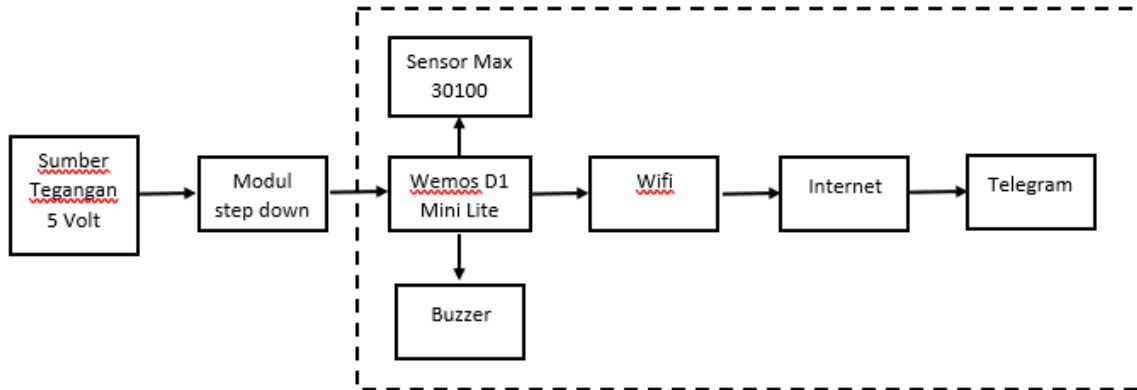 Sensor Max
30100
Sumber
Tegangan
5 Volt
Modul
step down
Wemos D1
Mini Lite
Wifi
Internet
Telegram
Buzzer